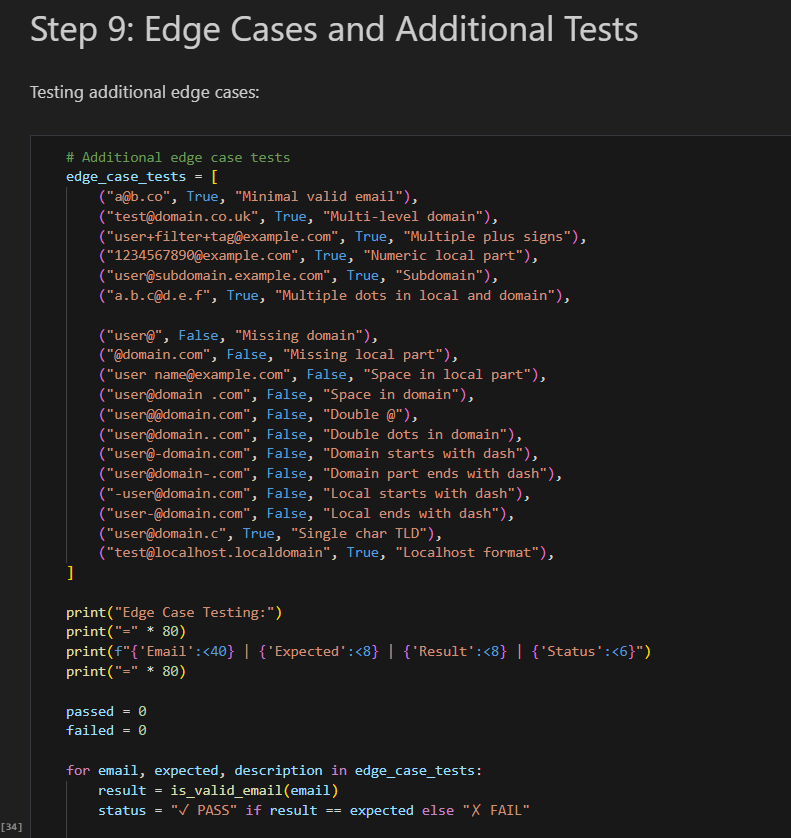 Step 9: Edge Cases and Additional Tests
Testing additional edge cases:
# Additional edge case tests
edge_case_tests = [
    ("a@b.co", True, "Minimal valid email"),
    ("test@domain.co.uk", True, "Multi-level domain"),
    ("user+filter+tag@example.com", True, "Multiple plus signs"),
    ("1234567890@example.com", True, "Numeric local part"),
    ("user@subdomain.example.com", True, "Subdomain"),
    ("a.b.c@d.e.f", True, "Multiple dots in local and domain"),

    ("user@", False, "Missing domain"),
    ("@domain.com", False, "Missing local part"),
    ("user name@example.com", False, "Space in local part"),
    ("user@domain .com", False, "Space in domain"),
    ("user@@domain.com", False, "Double @"),
    ("user@domain..com", False, "Double dots in domain"),
    ("user@-domain.com", False, "Domain starts with dash"),
    ("user@domain-.com", False, "Domain part ends with dash"),
    ("-user@domain.com", False, "Local starts with dash"),
    ("user-@domain.com", False, "Local ends with dash"),
    ("user@domain.c", True, "Single char TLD"),
    ("test@localhost.localdomain", True, "Localhost format"),
]

print("Edge Case Testing:")
print("=" * 80)
print(f"{'Email':<40} | {'Expected':<8} | {'Result':<8} | {'Status':<6}")
print("=" * 80)

passed = 0
failed = 0

for email, expected, description in edge_case_tests:
    result = is_valid_email(email)
    status = "✓ PASS" if result == expected else "✗ FAIL"
[34]